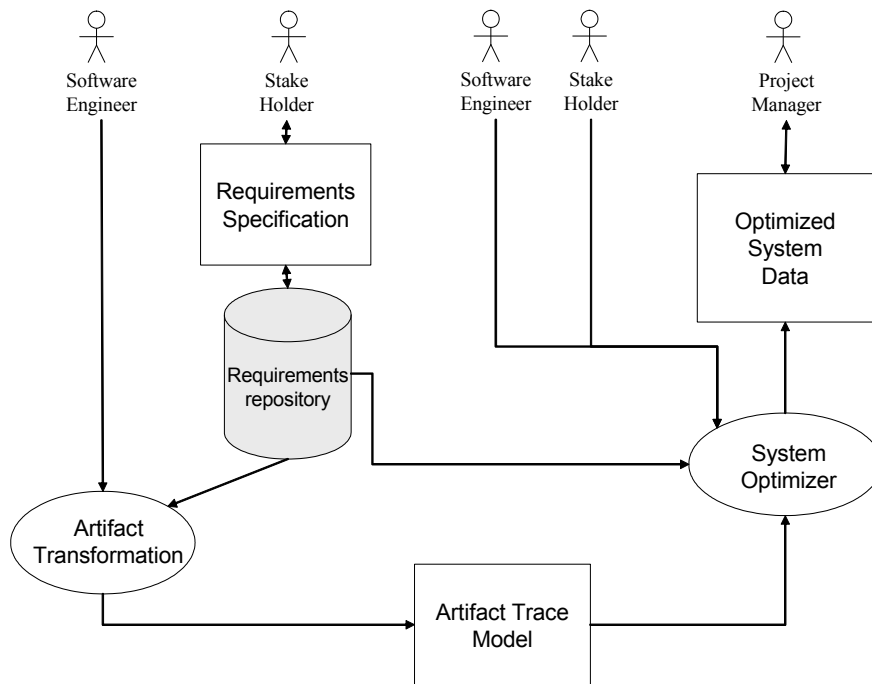 Software
Engineer
Stake
Holder
Software
Engineer
Stake
Holder
Project
Manager
Requirements
Specification
Optimized
System
Data
Requirements
repository
System
Optimizer
Artifact
Transformation
Artifact Trace
Model